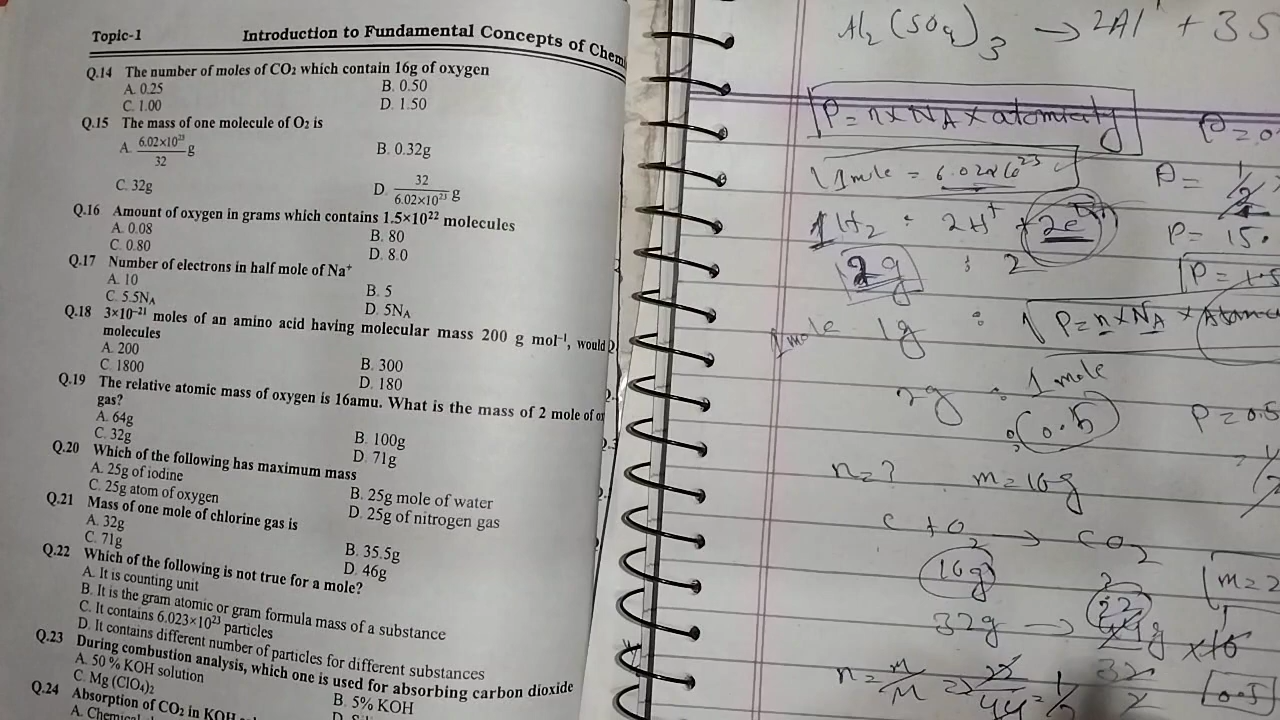 Topic-1 Introduction to Fundamental Concepts of Chem
Q.14 The number of moles of CO₂ which contain 16g of oxygen
A. 0.25 B. 0.50
C. 1.00 D. 1.50
Q.15 The mass of one molecule of O₂ is
A. 6.02×10²³/32 g B. 0.32g
C. 32g D. 32/6.02×10²³ g
Q.16 Amount of oxygen in grams which contains 1.5×10²² molecules
A. 0.08 B. 80
C. 0.80 D. 8.0
Q.17 Number of electrons in half mole of Na⁺
A. 10 B. 5
C. 5.5Nᴀ D. 5Nᴀ
Q.18 3×10⁻²¹ moles of an amino acid having molecular mass 200 g mol⁻¹, would
molecules
A. 200 B. 300
C. 1800 D. 180
Q.19 The relative atomic mass of oxygen is 16amu. What is the mass of 2 mole of
gas?
A. 64g B. 100g
C. 32g D. 71g
Q.20 Which of the following has maximum mass
A. 25g of iodine B. 25g mole of water
C. 25g atom of oxygen D. 25g of nitrogen gas
Q.21 Mass of one mole of chlorine gas is
A. 32g B. 35.5g
C. 71g D. 46g
Q.22 Which of the following is not true for a mole?
A. It is counting unit
B. It is the gram atomic or gram formula mass of a substance
C. It contains 6.023×10²³ particles
D. It contains different number of particles for different substances
Q.23 During combustion analysis, which one is used for absorbing carbon dioxide
A. 50 % KOH solution B. 5% KOH
C. Mg (ClO₄)₂
Q.24 Absorption of CO₂ in KOH
Al₂(SO₄)₃ → 2Al + 3S
P = n × Nᴀ × atomicity
1 mole = 6.02×10²³ P =
1H₂ : 2H⁺ + 2e⁻ P = 15.
2g : 2
1mole 1g : P = n × Nᴀ ×
2g : 1 mole
0.5 P = 0.5
n = ? m = 16g
C + O₂ → CO₂
16g
32g →
n = m/M